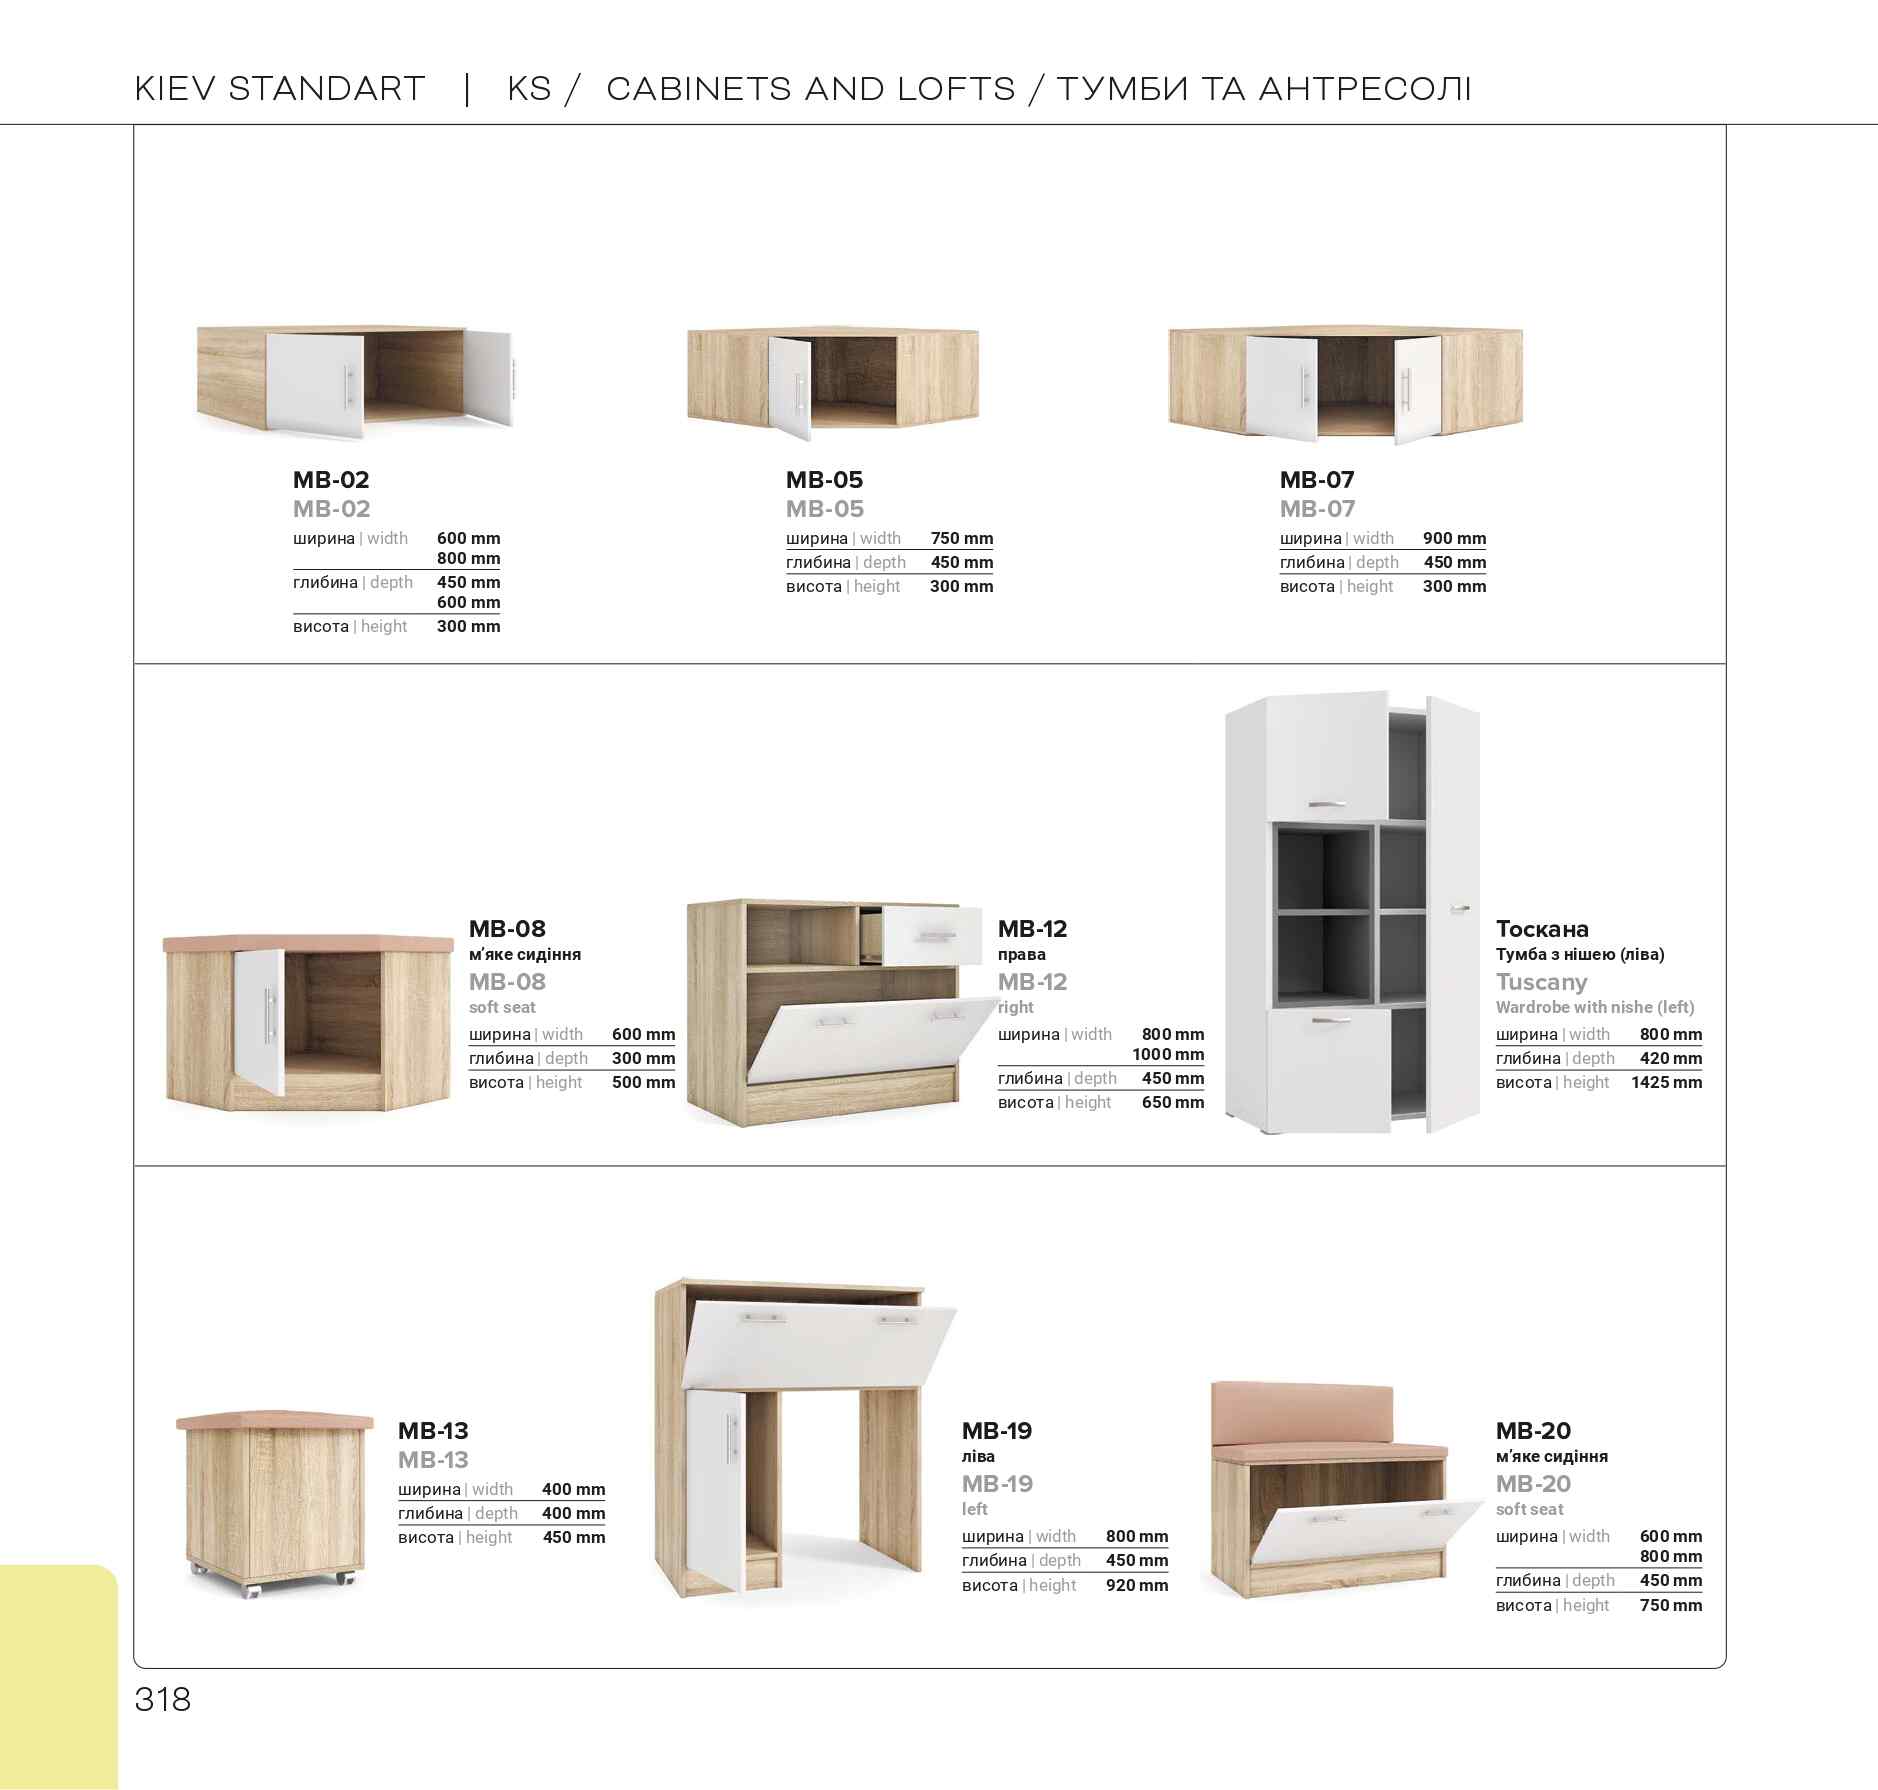 KIEV STANDART | KS / CABINETS AND LOFTS / ТУМБИ ТА АНТРЕСОЛІ
МВ-02
MB-02
ширина | width 600 mm
800 mm
глибина | depth 450 mm
600 mm
висота | height 300 mm
МВ-05
MB-05
ширина | width 750 mm
глибина | depth 450 mm
висота | height 300 mm
МВ-07
MB-07
ширина | width 900 mm
глибина | depth 450 mm
висота | height 300 mm
МВ-08
м'яке сидіння
MB-08
soft seat
ширина | width 600 mm
глибина | depth 300 mm
висота | height 500 mm
МВ-12
права
MB-12
right
ширина | width 800 mm
1000 mm
глибина | depth 450 mm
висота | height 650 mm
Тоскана
Тумба з нішею (ліва)
Tuscany
Wardrobe with nishe (left)
ширина | width 800 mm
глибина | depth 420 mm
висота | height 1425 mm
МВ-13
MB-13
ширина | width 400 mm
глибина | depth 400 mm
висота | height 450 mm
МВ-19
ліва
MB-19
left
ширина | width 800 mm
глибина | depth 450 mm
висота | height 920 mm
МВ-20
м'яке сидіння
MB-20
soft seat
ширина | width 600 mm
800 mm
глибина | depth 450 mm
висота | height 750 mm
318